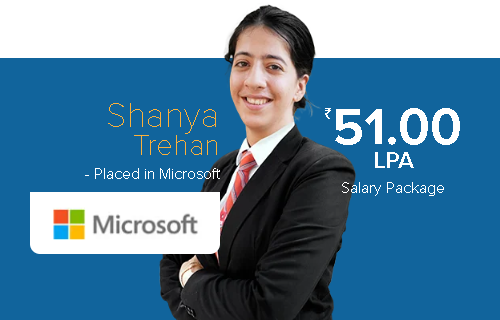 Shanya
Trehan
- Placed in Microsoft
Microsoft
₹51.00
LPA
Salary Package